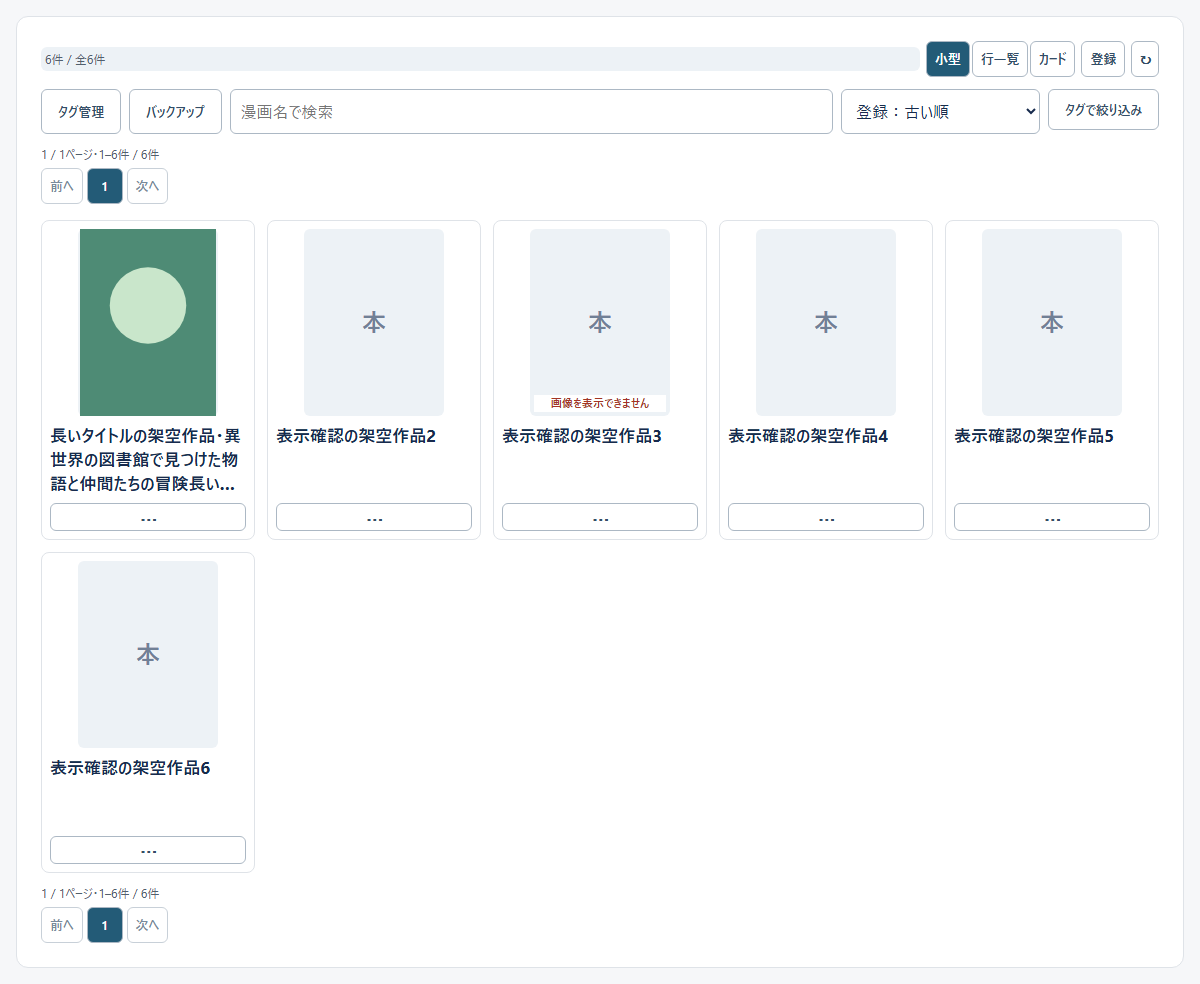 6件 / 全6件
小型
行一覧
カード
登録
↻
タグ管理
バックアップ
漫画名で検索
登録：古い順
タグで絞り込み
1 / 1ページ・1–6件 / 6件
前へ
1
次へ
本
本
画像を表示できません
本
本
長いタイトルの架空作品・異
世界の図書館で見つけた物
語と仲間たちの冒険長い…
表示確認の架空作品2
表示確認の架空作品3
表示確認の架空作品4
表示確認の架空作品5
…
…
…
…
…
本
表示確認の架空作品6
…
1 / 1ページ・1–6件 / 6件
前へ
1
次へ